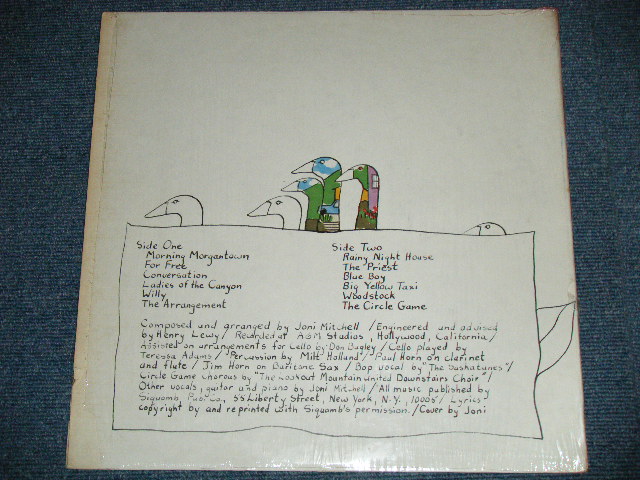 Side One
Morning Morgantown
For Free
Conversation
Ladies of the Canyon
Willy
The Arrangement
Side Two
Rainy Night House
The Priest
Blue Boy
Big Yellow Taxi
Woodstock
The Circle Game
Composed and arranged by Joni Mitchell / Engineered and advised
by Henry Lewy / Recorded at A&M Studios, Hollywood, California /
Assisted on arrangements for cello by Don Bagley / Cello played by
Teressa Adams / Percussion by Milt Holland / Paul Horn on clarinet
and flute / Jim Horn on Baritone Sax / Bop vocal by "The Saskatunes" /
Circle Game chorous by "The Lookout Mountain united Downstairs Choir" /
Other vocals, guitar and piano by Joni Mitchell / All music published by
Siquomb Liberty Street, New York, N.Y. 10005 / Lyrics
copyright by and reprinted with Siquomb's permission. / Cover by Joni